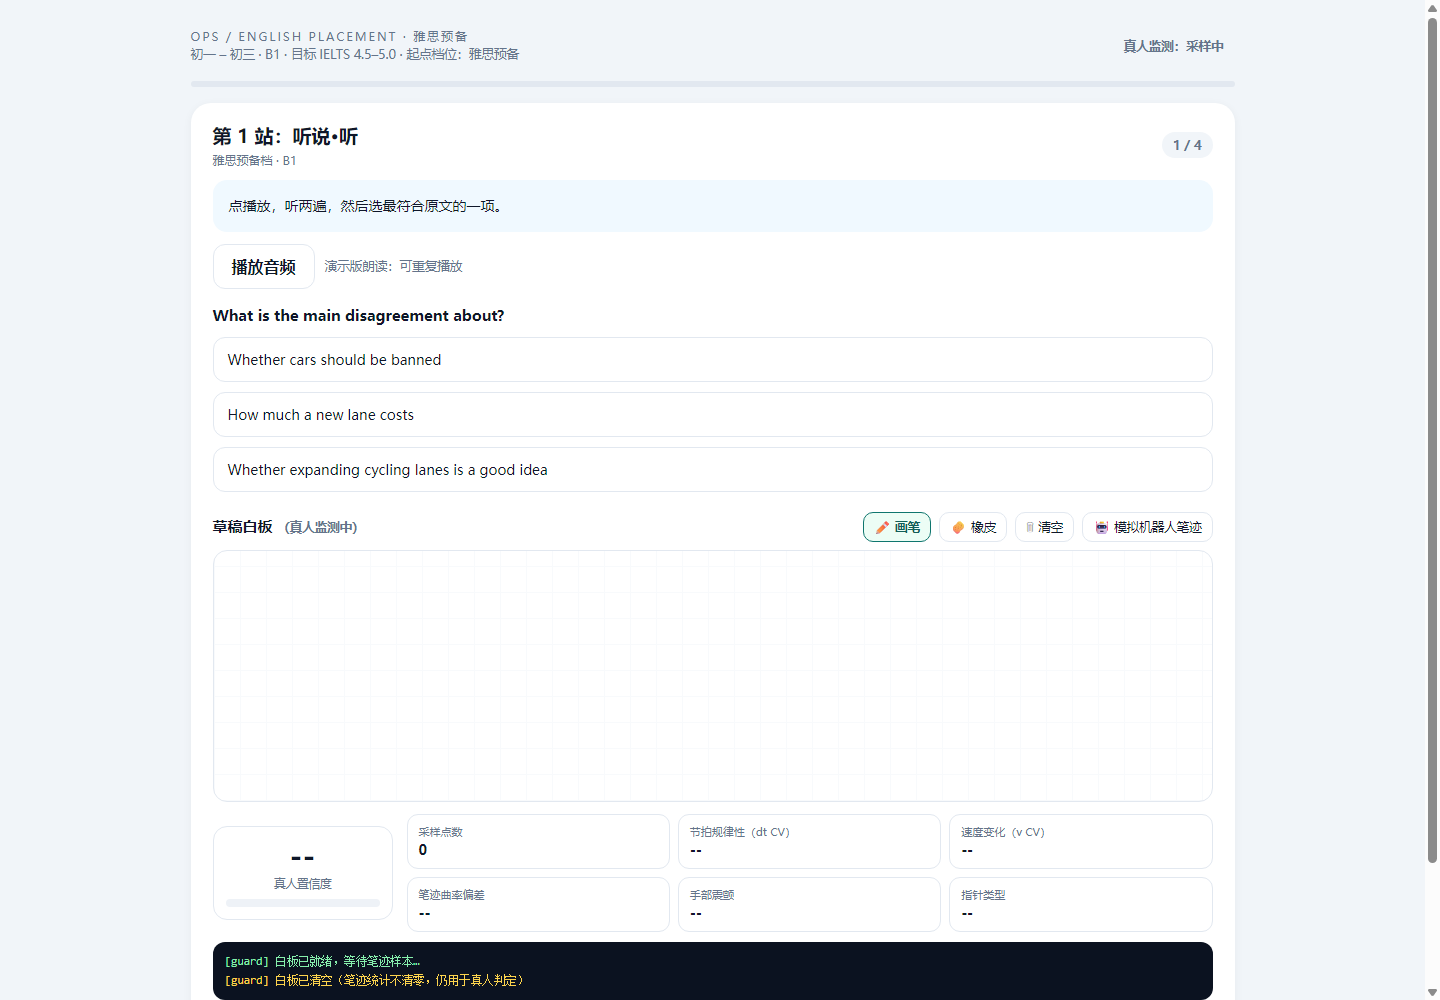 OPS / ENGLISH PLACEMENT · 雅思预备
初一 – 初三 · B1 · 目标 IELTS 4.5–5.0 · 起点档位：雅思预备
真人监测：采样中
第 1 站：听说•听
雅思预备档 · B1
1 / 4
点播放，听两遍，然后选最符合原文的一项。
播放音频
演示版朗读：可重复播放
What is the main disagreement about?
Whether cars should be banned
How much a new lane costs
Whether expanding cycling lanes is a good idea
草稿白板 （真人监测中）
画笔
橡皮
清空
模拟机器人笔迹
--
真人置信度
采样点数
0
节拍规律性（dt CV）
--
速度变化（v CV）
--
笔迹曲率偏差
--
手部震颤
--
指针类型
--
[guard] 白板已就绪，等待笔迹样本…
[guard] 白板已清空（笔迹统计不清零，仍用于真人判定）